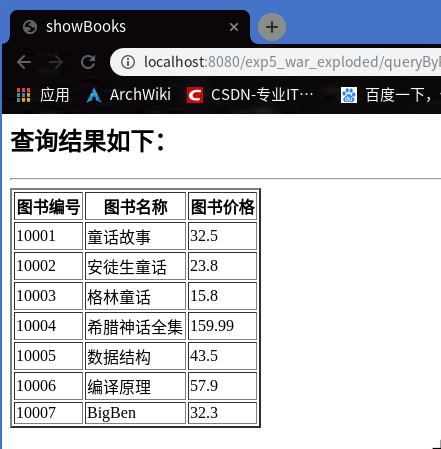 showBooks
localhost:8080/exp5_war_exploded/queryByP
应用 ArchWiki CSDN-专业IT… 百度一下，
查询结果如下：
图书编号 图书名称 图书价格
10001 童话故事 32.5
10002 安徒生童话 23.8
10003 格林童话 15.8
10004 希腊神话全集 159.99
10005 数据结构 43.5
10006 编译原理 57.9
10007 BigBen 32.3